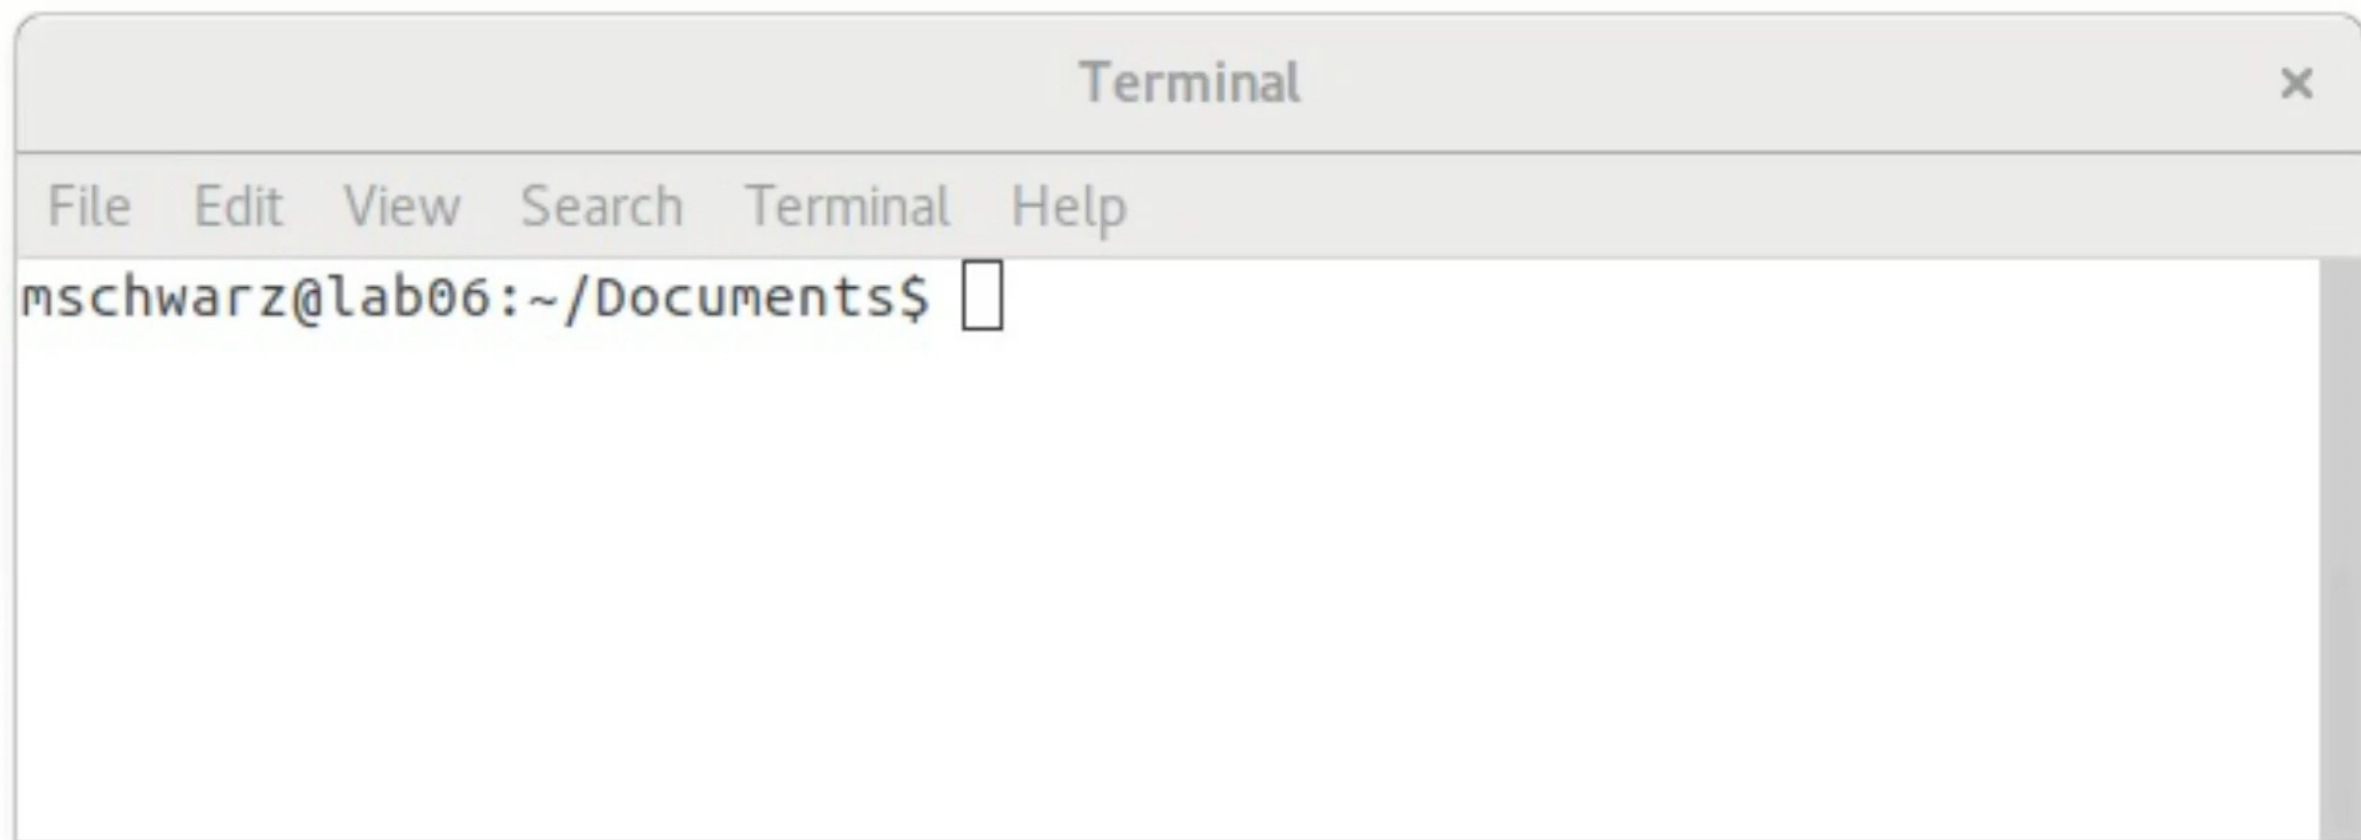 Terminal
File Edit View Search Terminal Help
mschwarz@lab06:~/Documents$